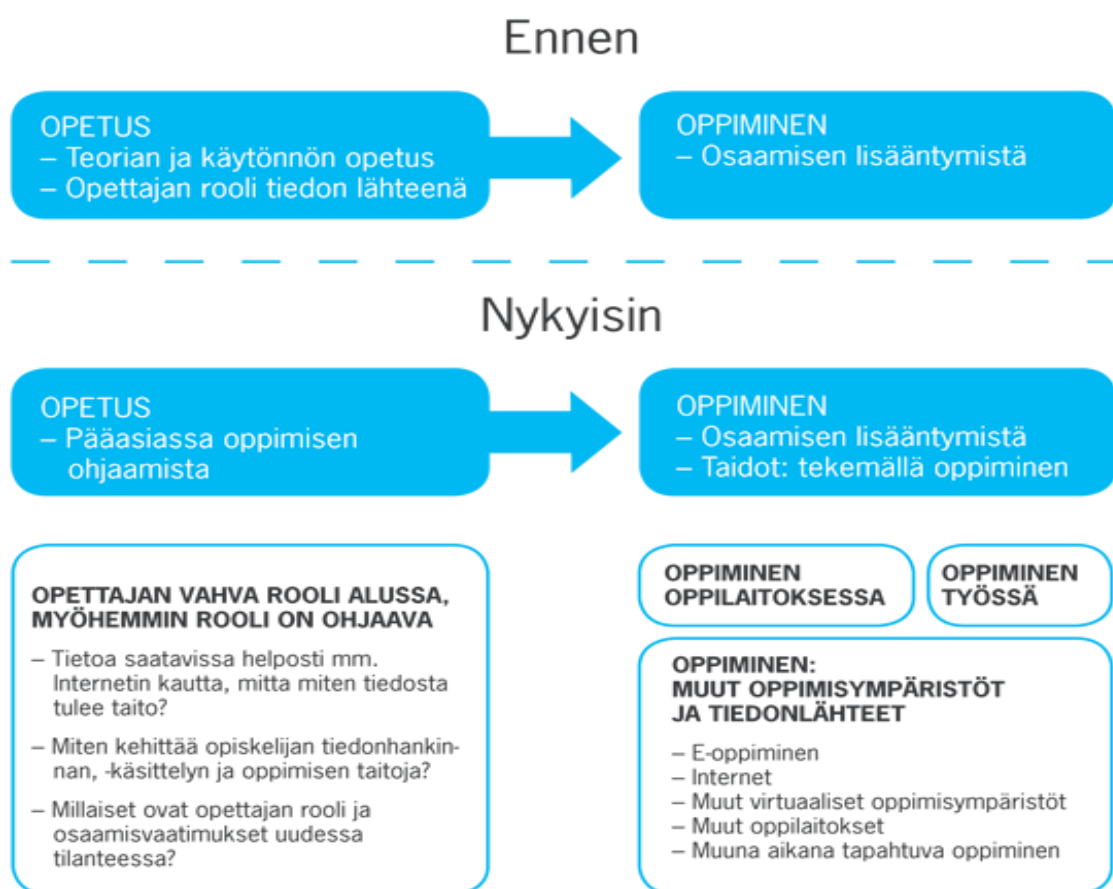 Ennen
OPETUS
– Teorian ja käytönnön opetus
– Opettajan rooli tiedon lähteenä
OPPIMINEN
– Osaamisen lisääntymistä
Nykyisin
OPETUS
– Pääasiassa oppimisen
ohjaamista
OPPIMINEN
– Osaamisen lisääntymistä
– Taidot: tekemällä oppiminen
OPETTAJAN VAHVA ROOLI ALUSSA,
MYÖHEMMIN ROOLI ON OHJAAVA
– Tietoa saatavissa helposti mm.
Internetin kautta, mitta miten tiedosta
tulee taito?
– Miten kehittää opiskelijan tiedonhankin-
nan, -käsittelyn ja oppimisen taitoja?
– Millaiset ovat opettajan rooli ja
osaamisvaatimukset uudessa
tilanteessa?
OPPIMINEN
OPPILAITOKSESSA
OPPIMINEN
TYÖSSÄ
OPPIMINEN:
MUUT OPPIMISYMPÄRISTÖT
JA TIEDONLÄHTEET
– E-oppiminen
– Internet
– Muut virtuaaliset oppimisympäristöt
– Muut oppilaitokset
– Muuna aikana tapahtuva oppiminen